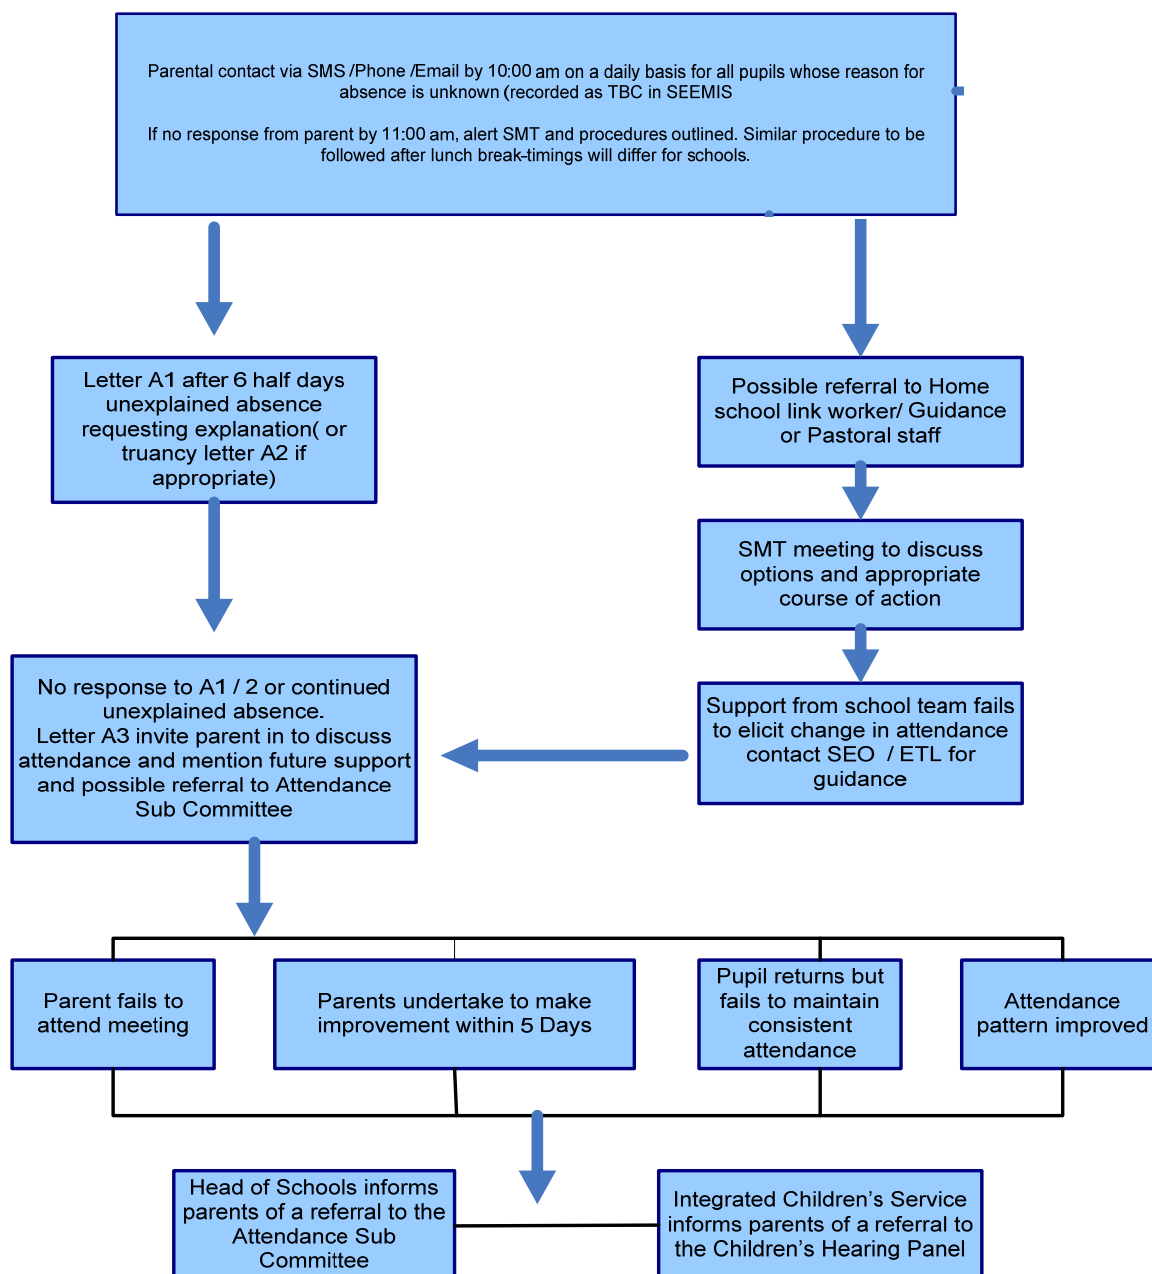 Parental contact via SMS /Phone /Email by 10:00 am on a daily basis for all pupils whose reason for
absence is unknown (recorded as TBC in SEEMIS
If no response from parent by 11:00 am, alert SMT and procedures outlined. Similar procedure to be
followed after lunch break-timings will differ for schools.
Letter A1 after 6 half days
unexplained absence
requesting explanation( or
truancy letter A2 if
appropriate)
Possible referral to Home
school link worker/ Guidance
or Pastoral staff
SMT meeting to discuss
options and appropriate
course of action
No response to A1 / 2 or continued
unexplained absence.
Letter A3 invite parent in to discuss
attendance and mention future support
and possible referral to Attendance
Sub Committee
Support from school team fails
to elicit change in attendance
contact SEO / ETL for
guidance
Parent fails to
attend meeting
Parents undertake to make
improvement within 5 Days
Pupil returns but
fails to maintain
consistent
attendance
Attendance
pattern improved
Head of Schools informs
parents of a referral to the
Attendance Sub
Committee
Integrated Children's Service
informs parents of a referral to
the Children's Hearing Panel